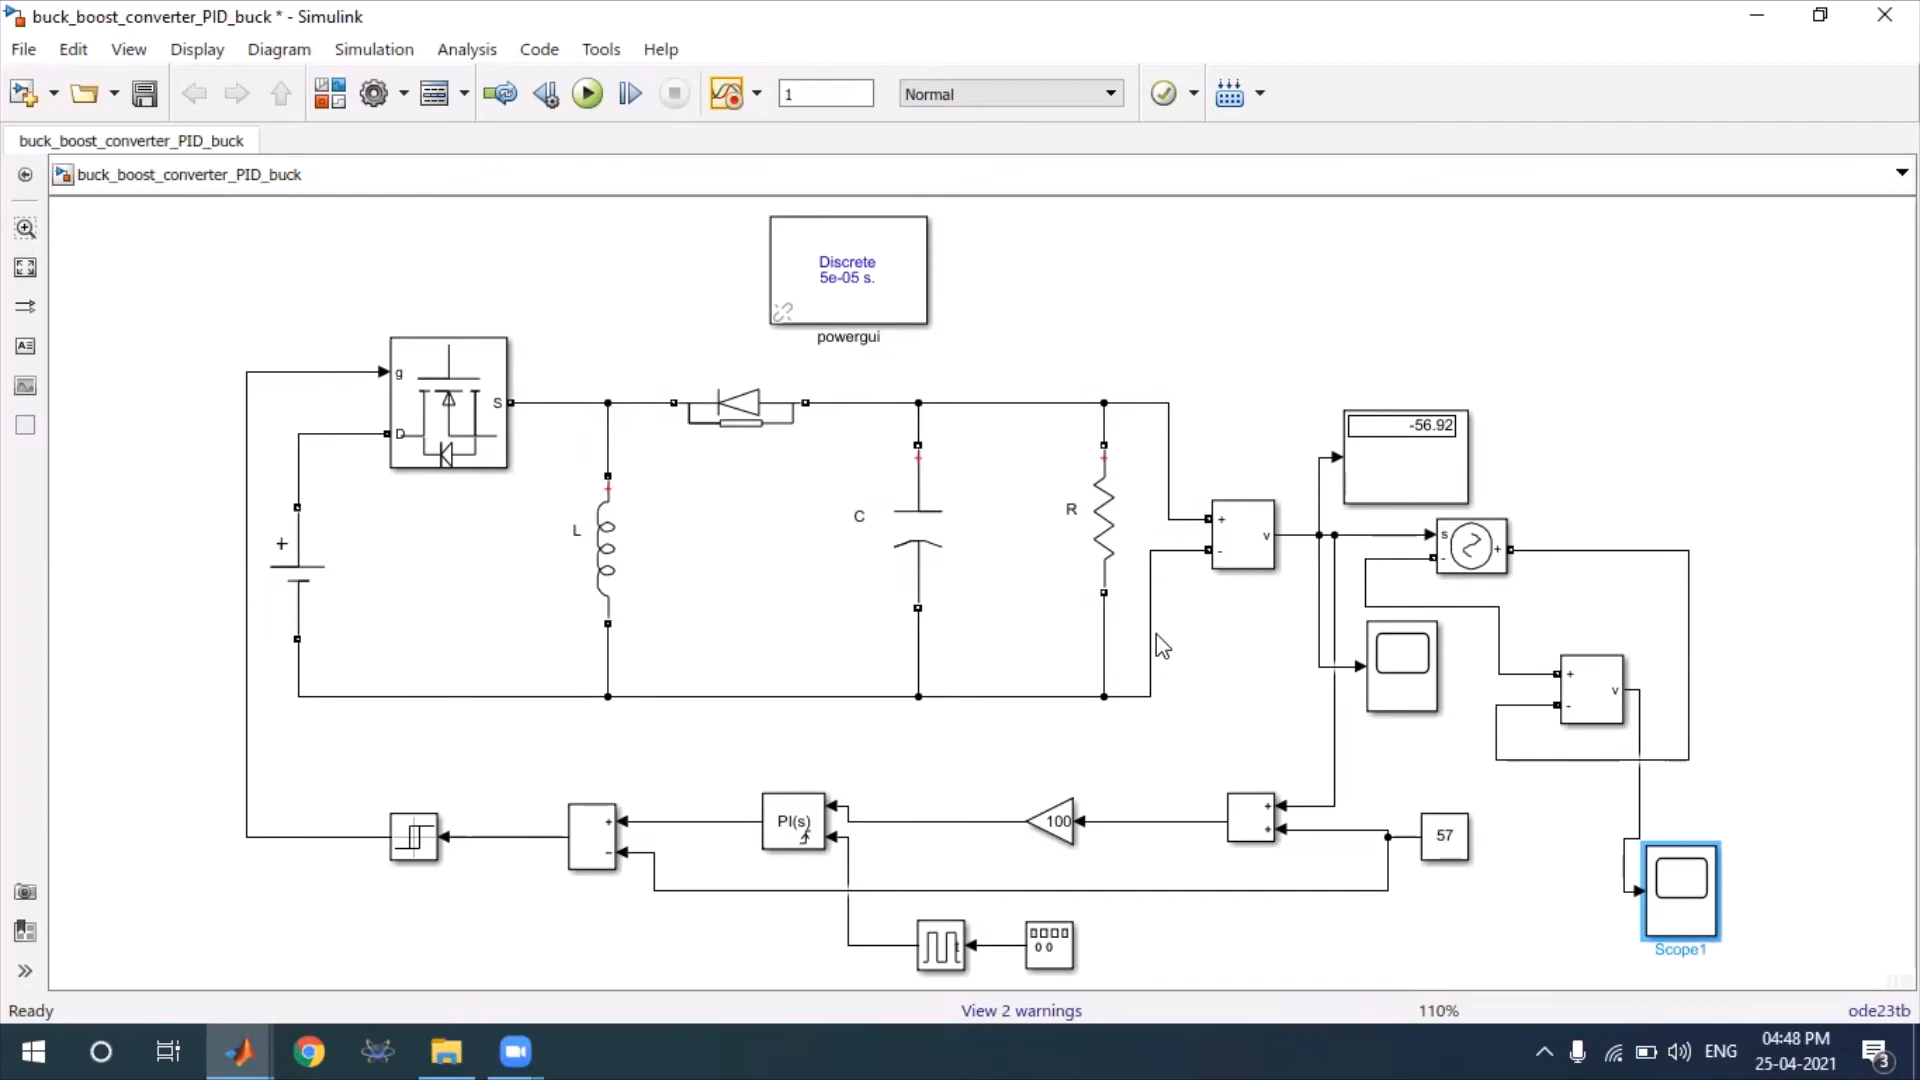 buck_boost_converter_PID_buck * - Simulink
File Edit View Display Diagram Simulation Analysis Code Tools Help
1 Normal
buck_boost_converter_PID_buck
buck_boost_converter_PID_buck
Discrete
5e-05 s.
powergui
g
S
D
+
L
C
R
+
+
+
+
-
v
-56.92
s
-
+
+
-
v
+
-
PI(s)
100
+
+
57
t
Scope1
Ready View 2 warnings 110% ode23tb
ENG
04:48 PM
25-04-2021
3